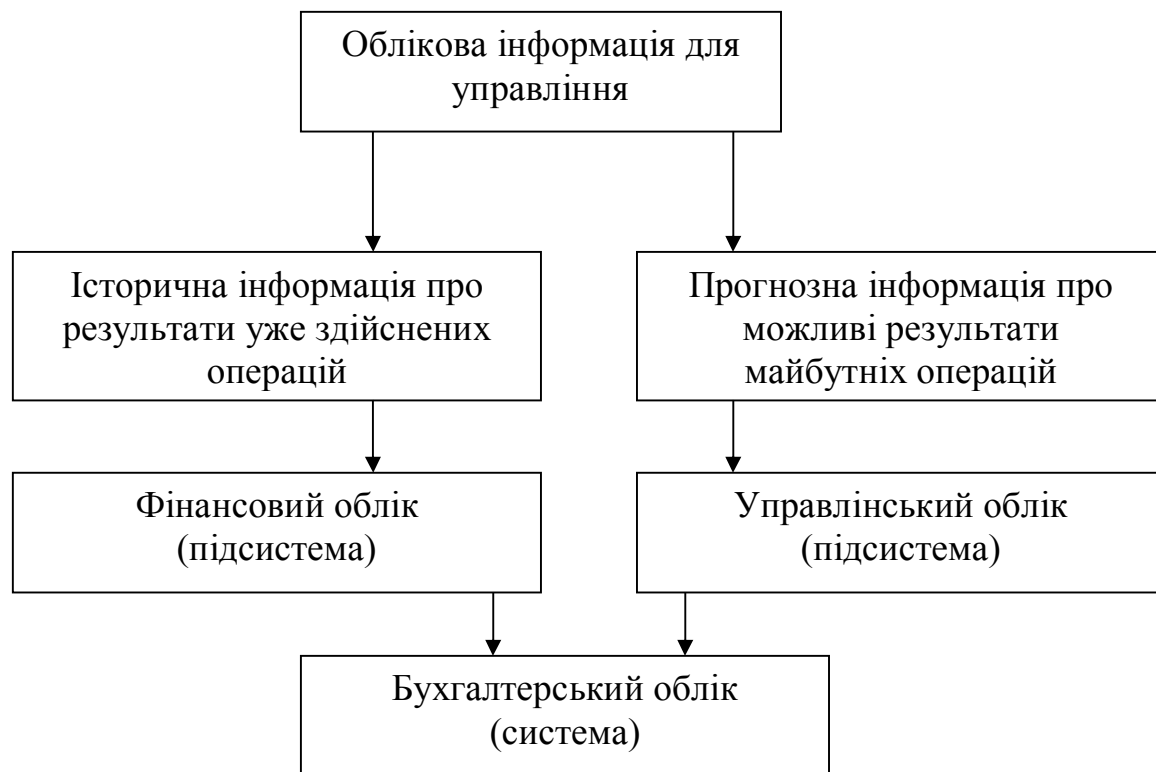 Облікова інформація для
управління
Історична інформація про
результати уже здійснених
операцій
Прогнозна інформація про
можливі результати
майбутніх операцій
Фінансовий облік
(підсистема)
Управлінський облік
(підсистема)
Бухгалтерський облік
(система)